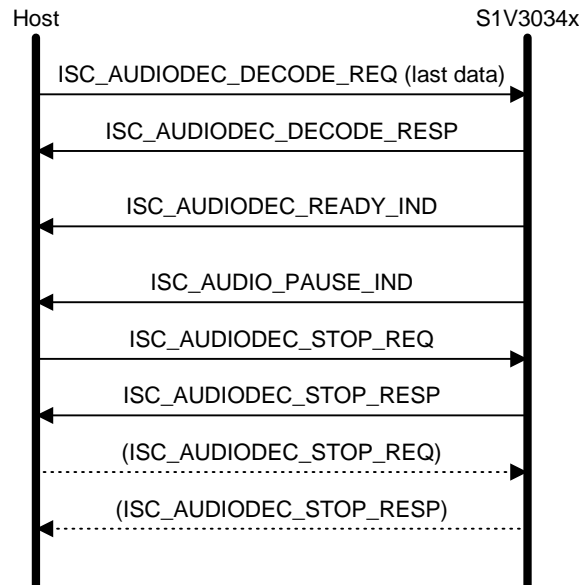 Host
S1V3034x
ISC_AUDIODEC_DECODE_REQ (last data)
ISC_AUDIODEC_DECODE_RESP
ISC_AUDIODEC_READY_IND
ISC_AUDIO_PAUSE_IND
ISC_AUDIODEC_STOP_REQ
ISC_AUDIODEC_STOP_RESP
(ISC_AUDIODEC_STOP_REQ)
(ISC_AUDIODEC_STOP_RESP)